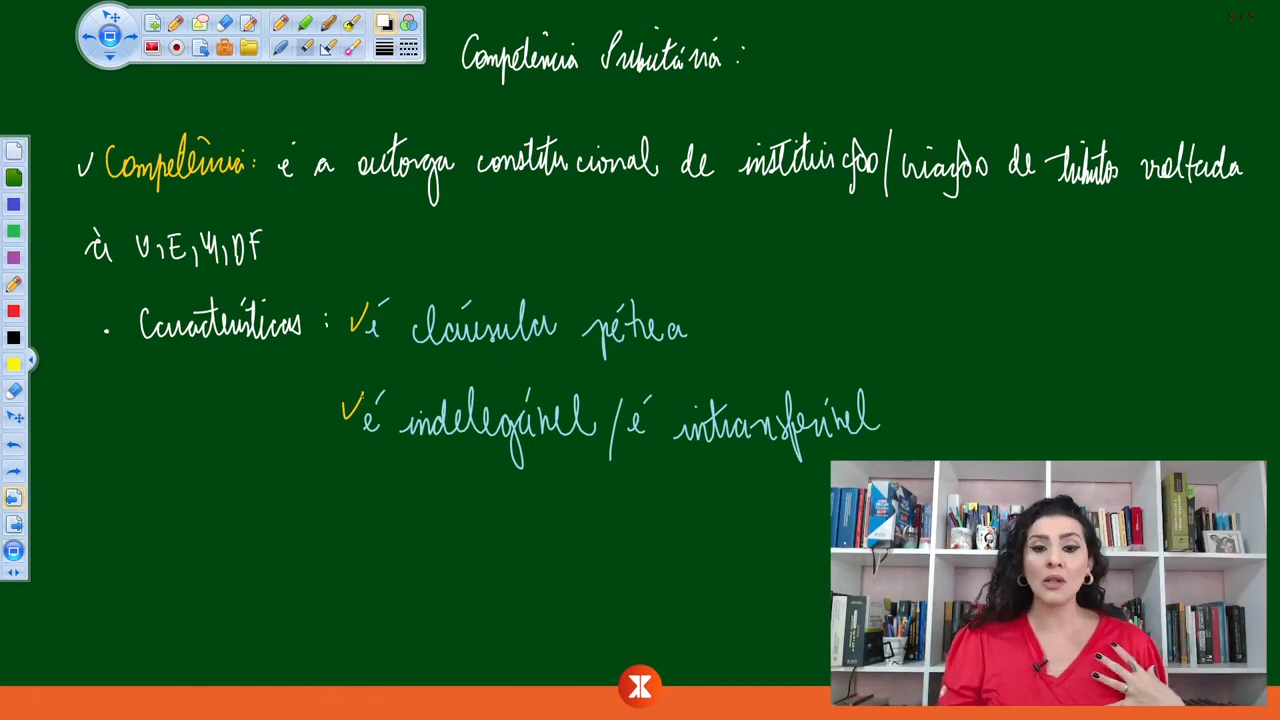 Competência Tributária :
✓ Competência: é a outorga constitucional de instituição/criação de tributos voltada
à U, E, M, DF
• Características : ✓ é cláusula pétrea
✓ é indelegável / é intransferível